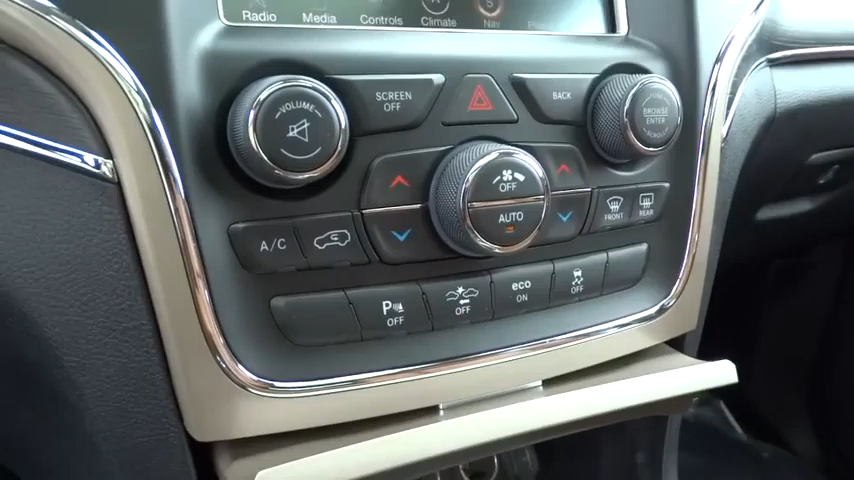 Radio Media Controls Climate Nav
VOLUME
SCREEN
OFF
BACK
BROWSE
ENTER
SCROLL
OFF
AUTO
A/C
FRONT
REAR
P
OFF
OFF
eco
ON
OFF